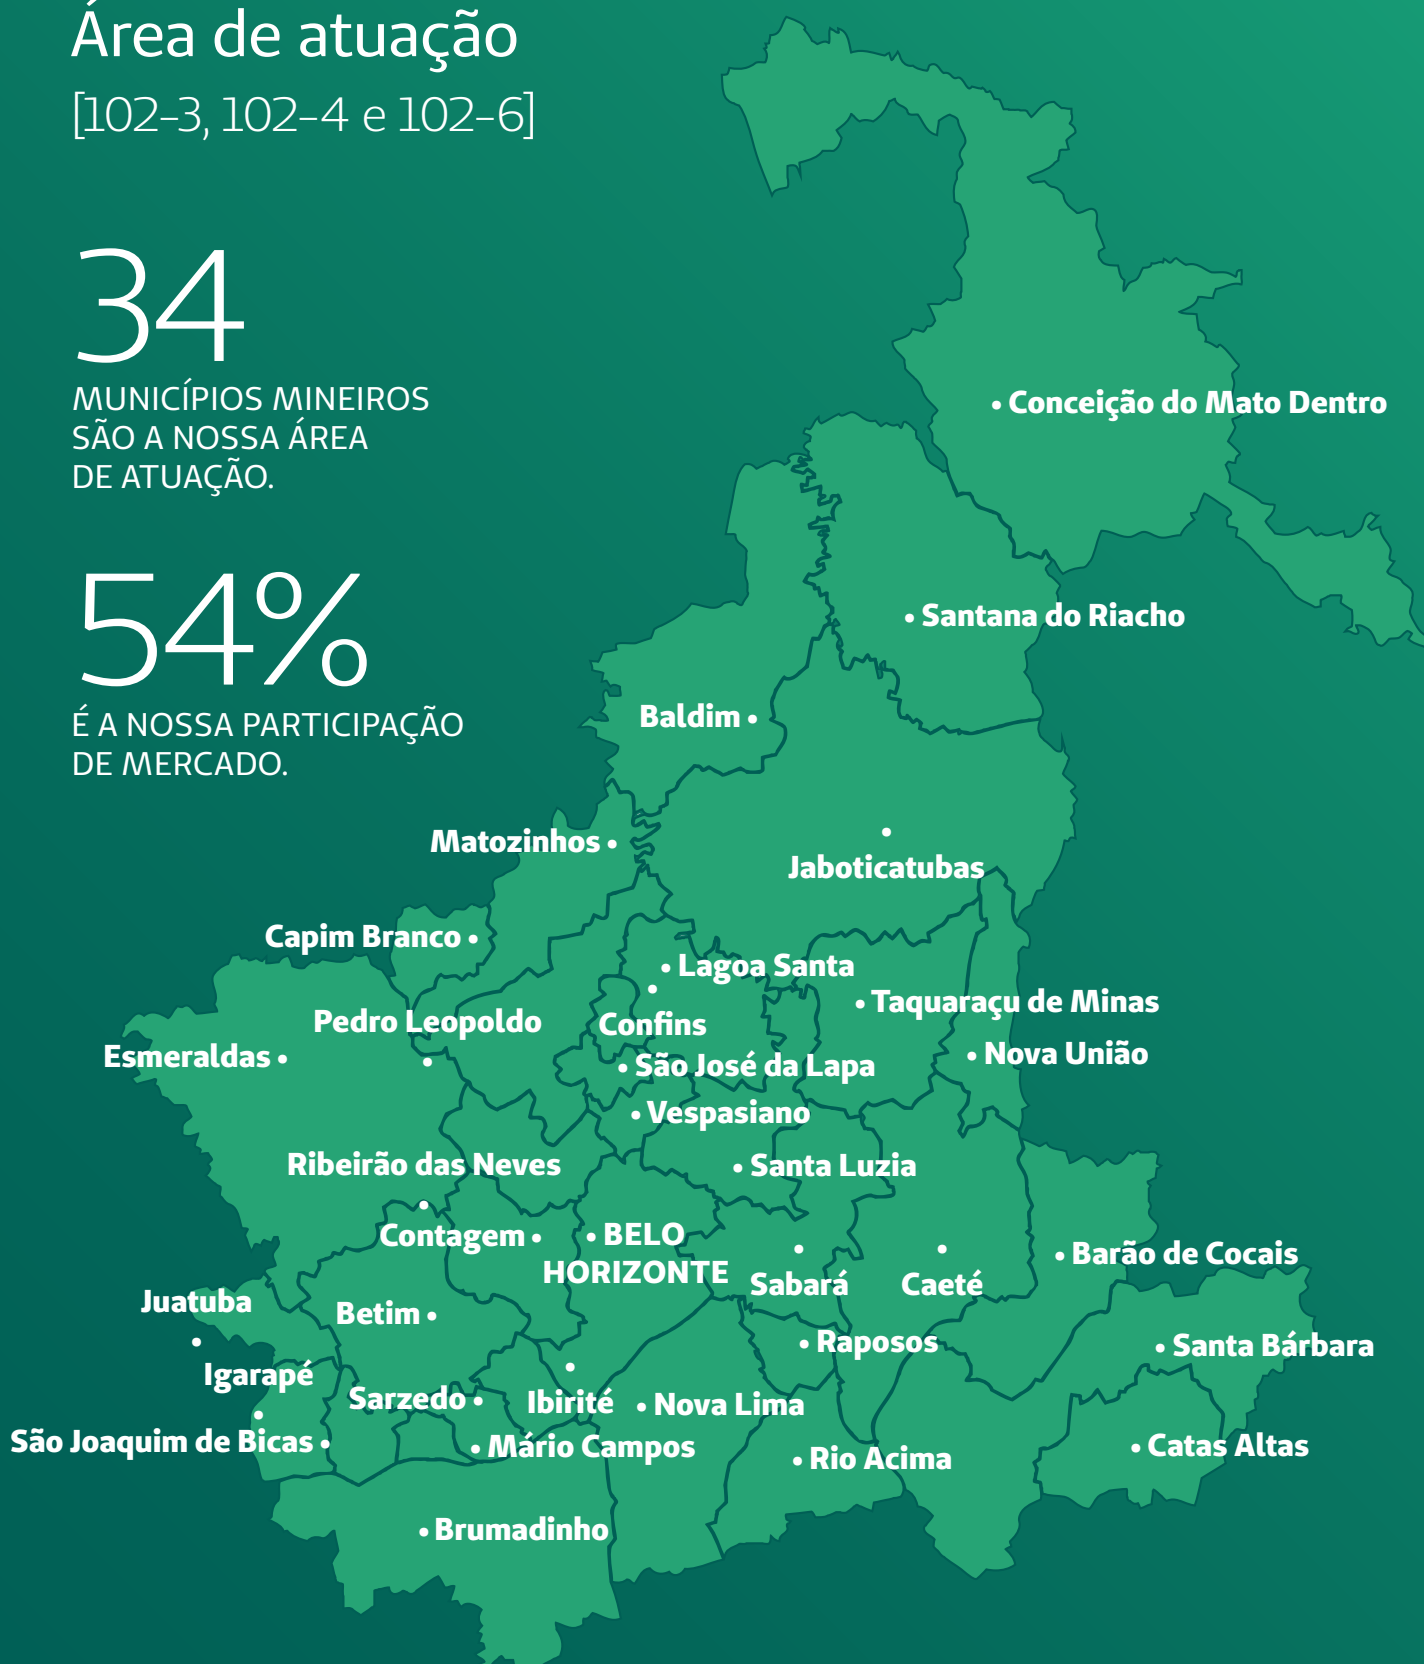 Área de atuação
[102-3, 102-4 e 102-6]
34
MUNICÍPIOS MINEIROS
SÃO A NOSSA ÁREA
DE ATUAÇÃO.
54%
É A NOSSA PARTICIPAÇÃO
DE MERCADO.
Conceição do Mato Dentro
Santana do Riacho
Baldim
Matozinhos
Jaboticatubas
Capim Branco
Lagoa Santa
Taquaraçu de Minas
Pedro Leopoldo
Confins
Esmeraldas
São José da Lapa
Nova União
Vespasiano
Ribeirão das Neves
Santa Luzia
Contagem
BELO
HORIZONTE
Sabará
Caeté
Barão de Cocais
Juatuba
Betim
Raposos
Santa Bárbara
Igarapé
Sarzedo
Ibirité
Nova Lima
São Joaquim de Bicas
Mário Campos
Rio Acima
Catas Altas
Brumadinho